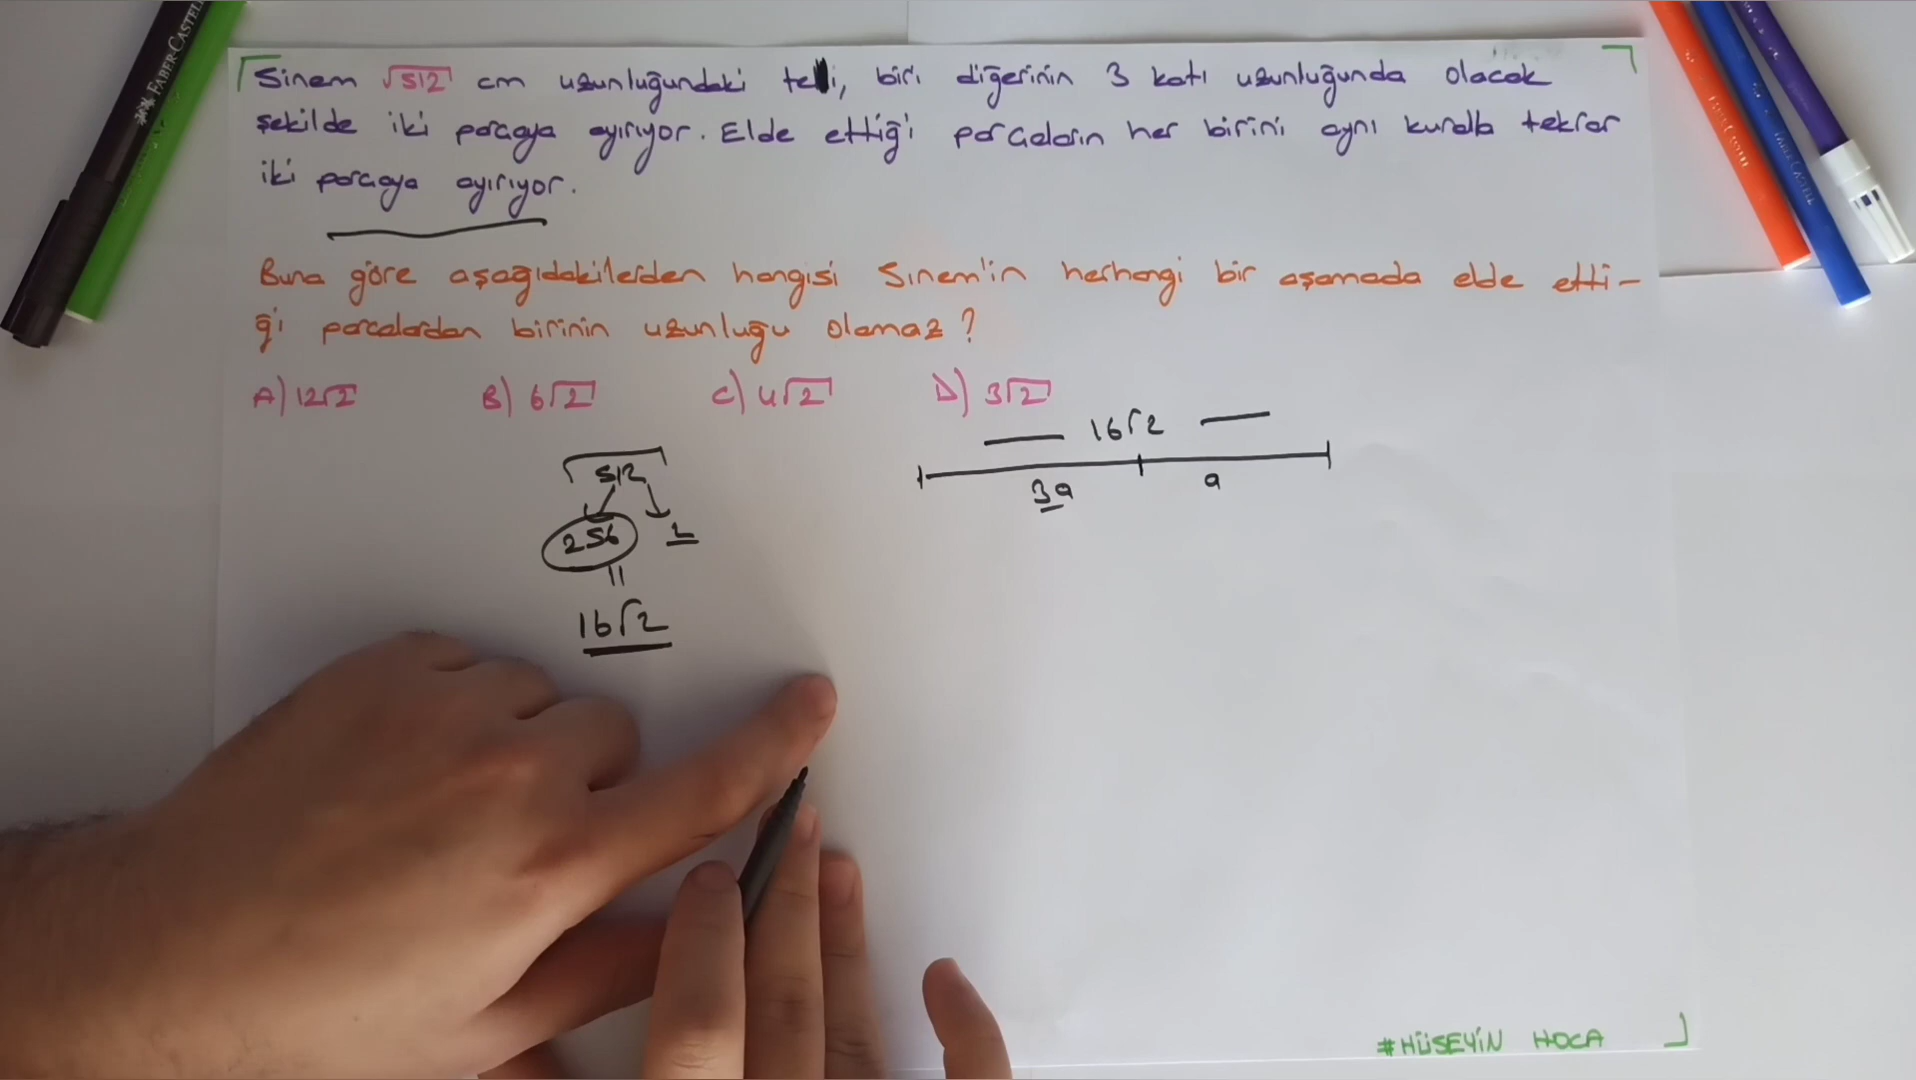 Sinem √512 cm uzunluğundaki teli, biri diğerinin 3 katı uzunluğunda olacak
şekilde iki parçaya ayırıyor. Elde ettiği parçaların her birini aynı kuralla tekrar
iki parçaya ayırıyor.
Buna göre aşağıdakilerden hangisi Sinem'in herhangi bir aşamada elde etti-
ği parçalardan birinin uzunluğu olamaz?
A) 12√2 B) 6√2 C) 4√2 D) 3√2
16√2
3a a
√512
256 2
=
16√2
#HÜSEYİN HOCA
FABER-CASTELL